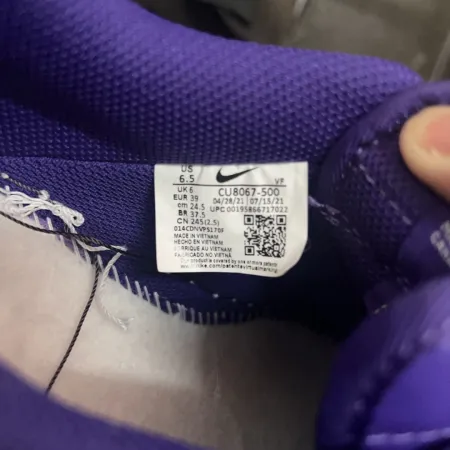 US
6.5
VP
UK 6
CU8067-500
EUR 39
04/28/21 07/15/21
cm 24.5
UPC 00195866717022
BR 37.5
CN 245(2.5)
MADE IN VIETNAM
HECHO EN VIETNAM
FABRIQUE AU VIETNAM
FABRICADO NO VIETNÃ